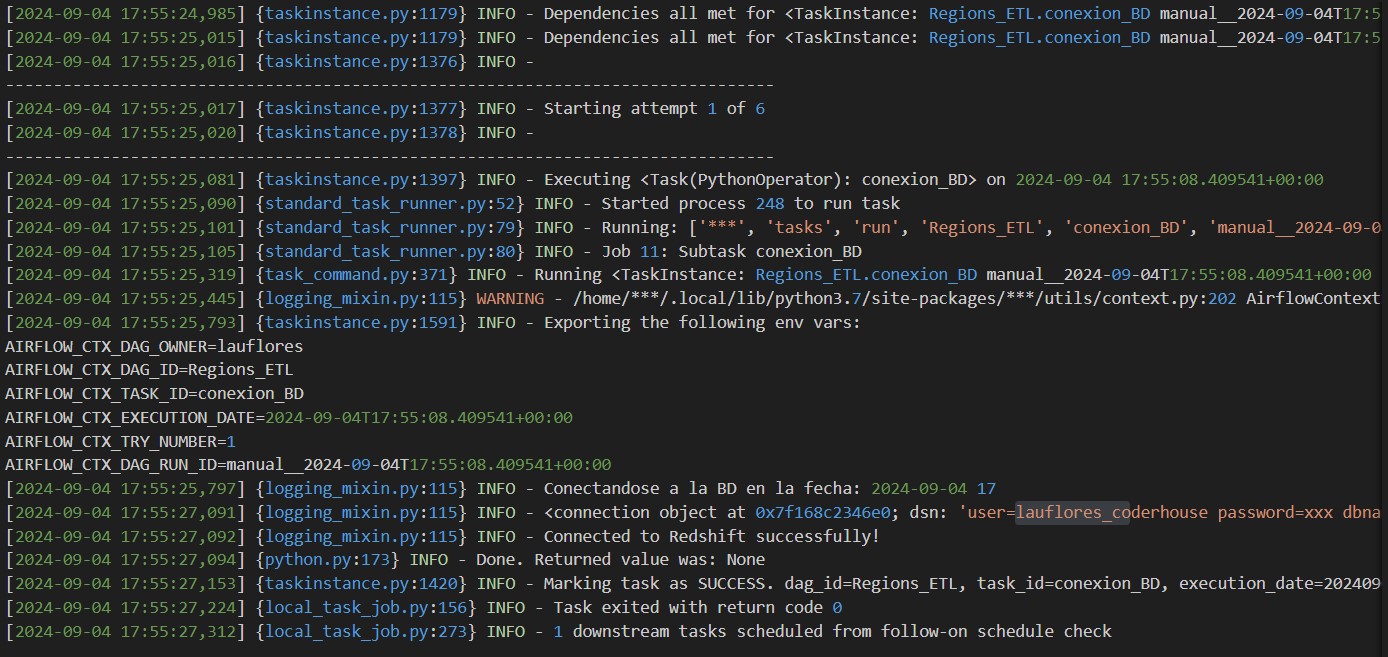 [2024-09-04 17:55:24,985] {taskinstance.py:1179} INFO - Dependencies all met for <TaskInstance: Regions_ETL.conexion_BD manual__2024-09-04T17:5
[2024-09-04 17:55:25,015] {taskinstance.py:1179} INFO - Dependencies all met for <TaskInstance: Regions_ETL.conexion_BD manual__2024-09-04T17:5
[2024-09-04 17:55:25,016] {taskinstance.py:1376} INFO -
--------------------------------------------------------------------------------
[2024-09-04 17:55:25,017] {taskinstance.py:1377} INFO - Starting attempt 1 of 6
[2024-09-04 17:55:25,020] {taskinstance.py:1378} INFO -
--------------------------------------------------------------------------------
[2024-09-04 17:55:25,081] {taskinstance.py:1397} INFO - Executing <Task(PythonOperator): conexion_BD> on 2024-09-04 17:55:08.409541+00:00
[2024-09-04 17:55:25,090] {standard_task_runner.py:52} INFO - Started process 248 to run task
[2024-09-04 17:55:25,101] {standard_task_runner.py:79} INFO - Running: ['***', 'tasks', 'run', 'Regions_ETL', 'conexion_BD', 'manual__2024-09-0
[2024-09-04 17:55:25,105] {standard_task_runner.py:80} INFO - Job 11: Subtask conexion_BD
[2024-09-04 17:55:25,319] {task_command.py:371} INFO - Running <TaskInstance: Regions_ETL.conexion_BD manual__2024-09-04T17:55:08.409541+00:00
[2024-09-04 17:55:25,445] {logging_mixin.py:115} WARNING - /home/***/.local/lib/python3.7/site-packages/***/utils/context.py:202 AirflowContext
[2024-09-04 17:55:25,793] {taskinstance.py:1591} INFO - Exporting the following env vars:
AIRFLOW_CTX_DAG_OWNER=lauflores
AIRFLOW_CTX_DAG_ID=Regions_ETL
AIRFLOW_CTX_TASK_ID=conexion_BD
AIRFLOW_CTX_EXECUTION_DATE=2024-09-04T17:55:08.409541+00:00
AIRFLOW_CTX_TRY_NUMBER=1
AIRFLOW_CTX_DAG_RUN_ID=manual__2024-09-04T17:55:08.409541+00:00
[2024-09-04 17:55:25,797] {logging_mixin.py:115} INFO - Conectandose a la BD en la fecha: 2024-09-04 17
[2024-09-04 17:55:27,091] {logging_mixin.py:115} INFO - <connection object at 0x7f168c2346e0; dsn: 'user=lauflores_coderhouse password=xxx dbna
[2024-09-04 17:55:27,092] {logging_mixin.py:115} INFO - Connected to Redshift successfully!
[2024-09-04 17:55:27,094] {python.py:173} INFO - Done. Returned value was: None
[2024-09-04 17:55:27,153] {taskinstance.py:1420} INFO - Marking task as SUCCESS. dag_id=Regions_ETL, task_id=conexion_BD, execution_date=202409
[2024-09-04 17:55:27,224] {local_task_job.py:156} INFO - Task exited with return code 0
[2024-09-04 17:55:27,312] {local_task_job.py:273} INFO - 1 downstream tasks scheduled from follow-on schedule check